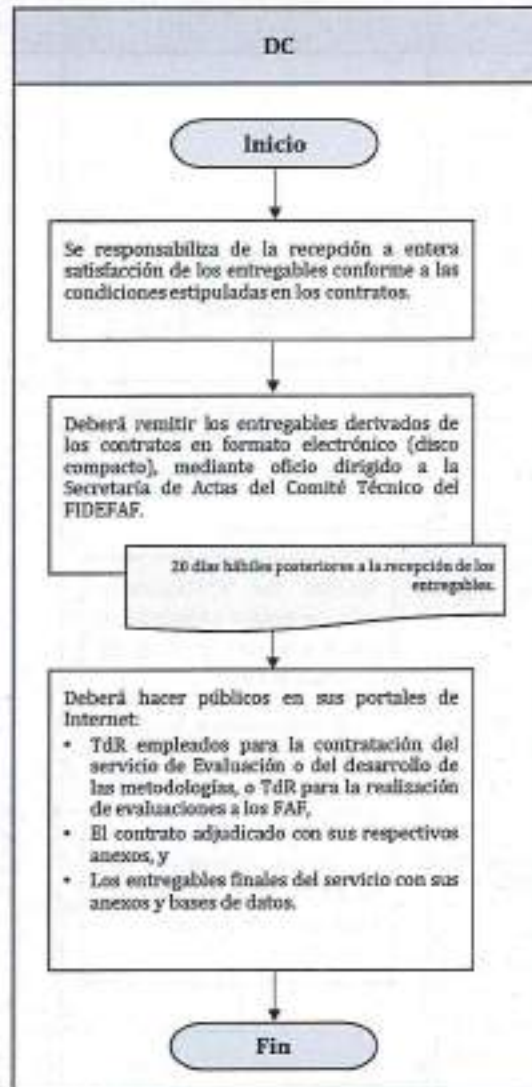 DC
Inicio
Se responsabiliza de la recepción a entera
satisfacción de los entregables conforme a las
condiciones estipuladas en los contratos.
Deberá remitir los entregables derivados de
los contratos en formato electrónico (disco
compacto), mediante oficio dirigido a la
Secretaría de Actas del Comité Técnico del
FIDEFAF.
20 días hábiles posteriores a la recepción de los
entregables.
Deberá hacer públicos en sus portales de
Internet:
• TdR empleados para la contratación del
servicio de Evaluación o del desarrollo de
las metodologías, o TdR para la realización
de evaluaciones a los FAF,
• El contrato adjudicado con sus respectivos
anexos, y
• Los entregables finales del servicio con sus
anexos y bases de datos.
Fin